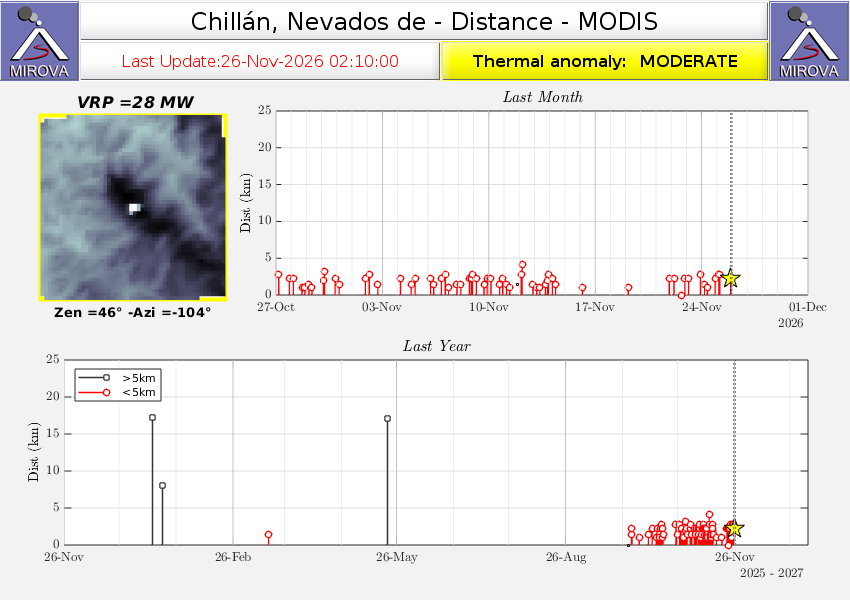 Chillán, Nevados de - Distance - MODIS
MIROVA
MIROVA
Last Update:26-Nov-2026 02:10:00
Thermal anomaly: MODERATE
VRP =28 MW
Zen =46° -Azi =-104°
Last Month
Dist (km)
25
20
15
10
5
0
27-Oct 03-Nov 10-Nov 17-Nov 24-Nov 01-Dec
2026
Last Year
Dist (km)
25
20
15
10
5
0
>5km
<5km
26-Nov 26-Feb 26-May 26-Aug 26-Nov
2025 - 2027